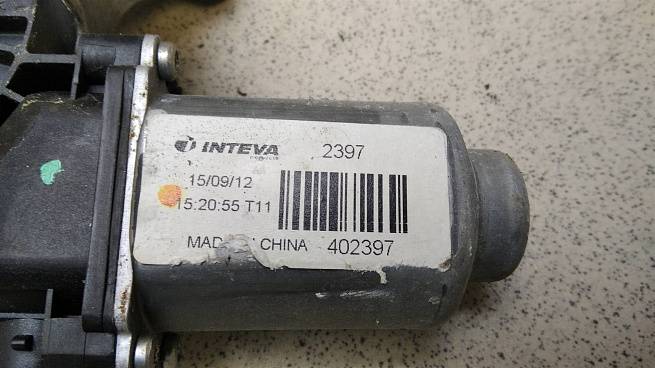 INTEVA 2397
15/09/12
15:20:55 T11
MAD CHINA 402397